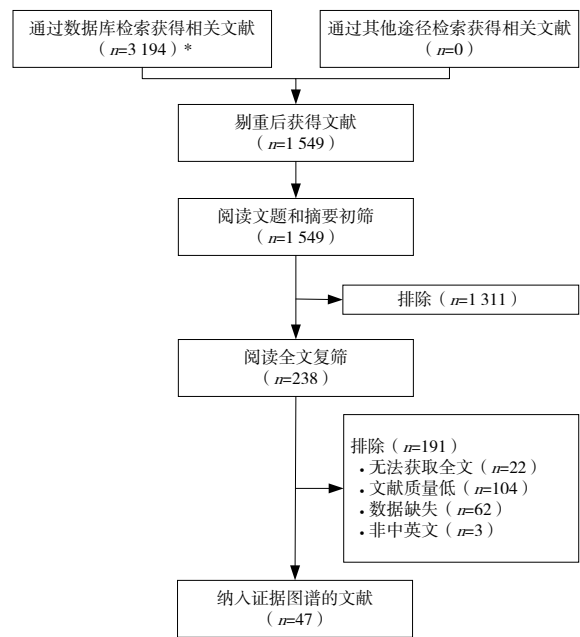 通过数据库检索获得相关文献
（n=3 194）*
通过其他途径检索获得相关文献
（n=0）
剔重后获得文献
（n=1 549）
阅读文题和摘要初筛
（n=1 549）
排除（n=1 311）
阅读全文复筛
（n=238）
排除（n=191）
• 无法获取全文（n=22）
• 文献质量低（n=104）
• 数据缺失（n=62）
• 非中英文（n=3）
纳入证据图谱的文献
（n=47）